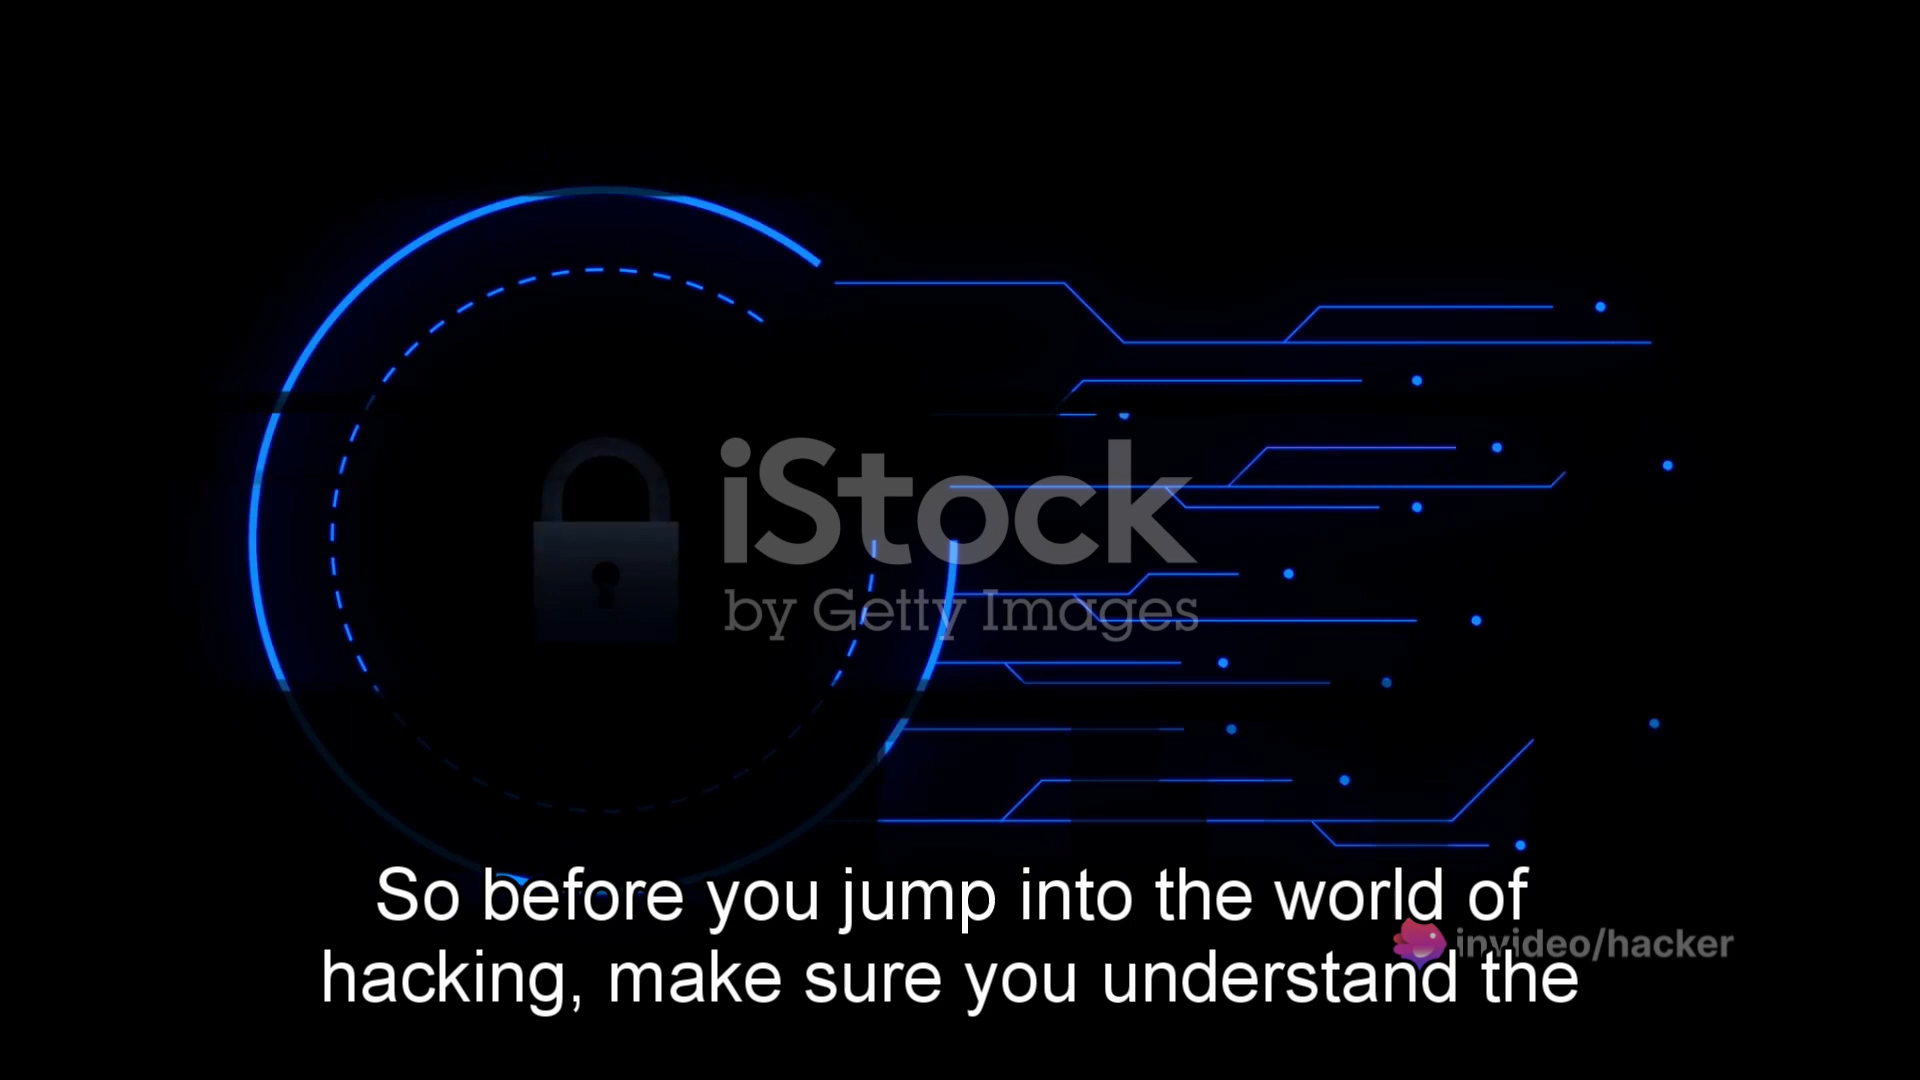 iStock
by Getty Images
So before you jump into the world of
invideo/hacker
hacking, make sure you understand the